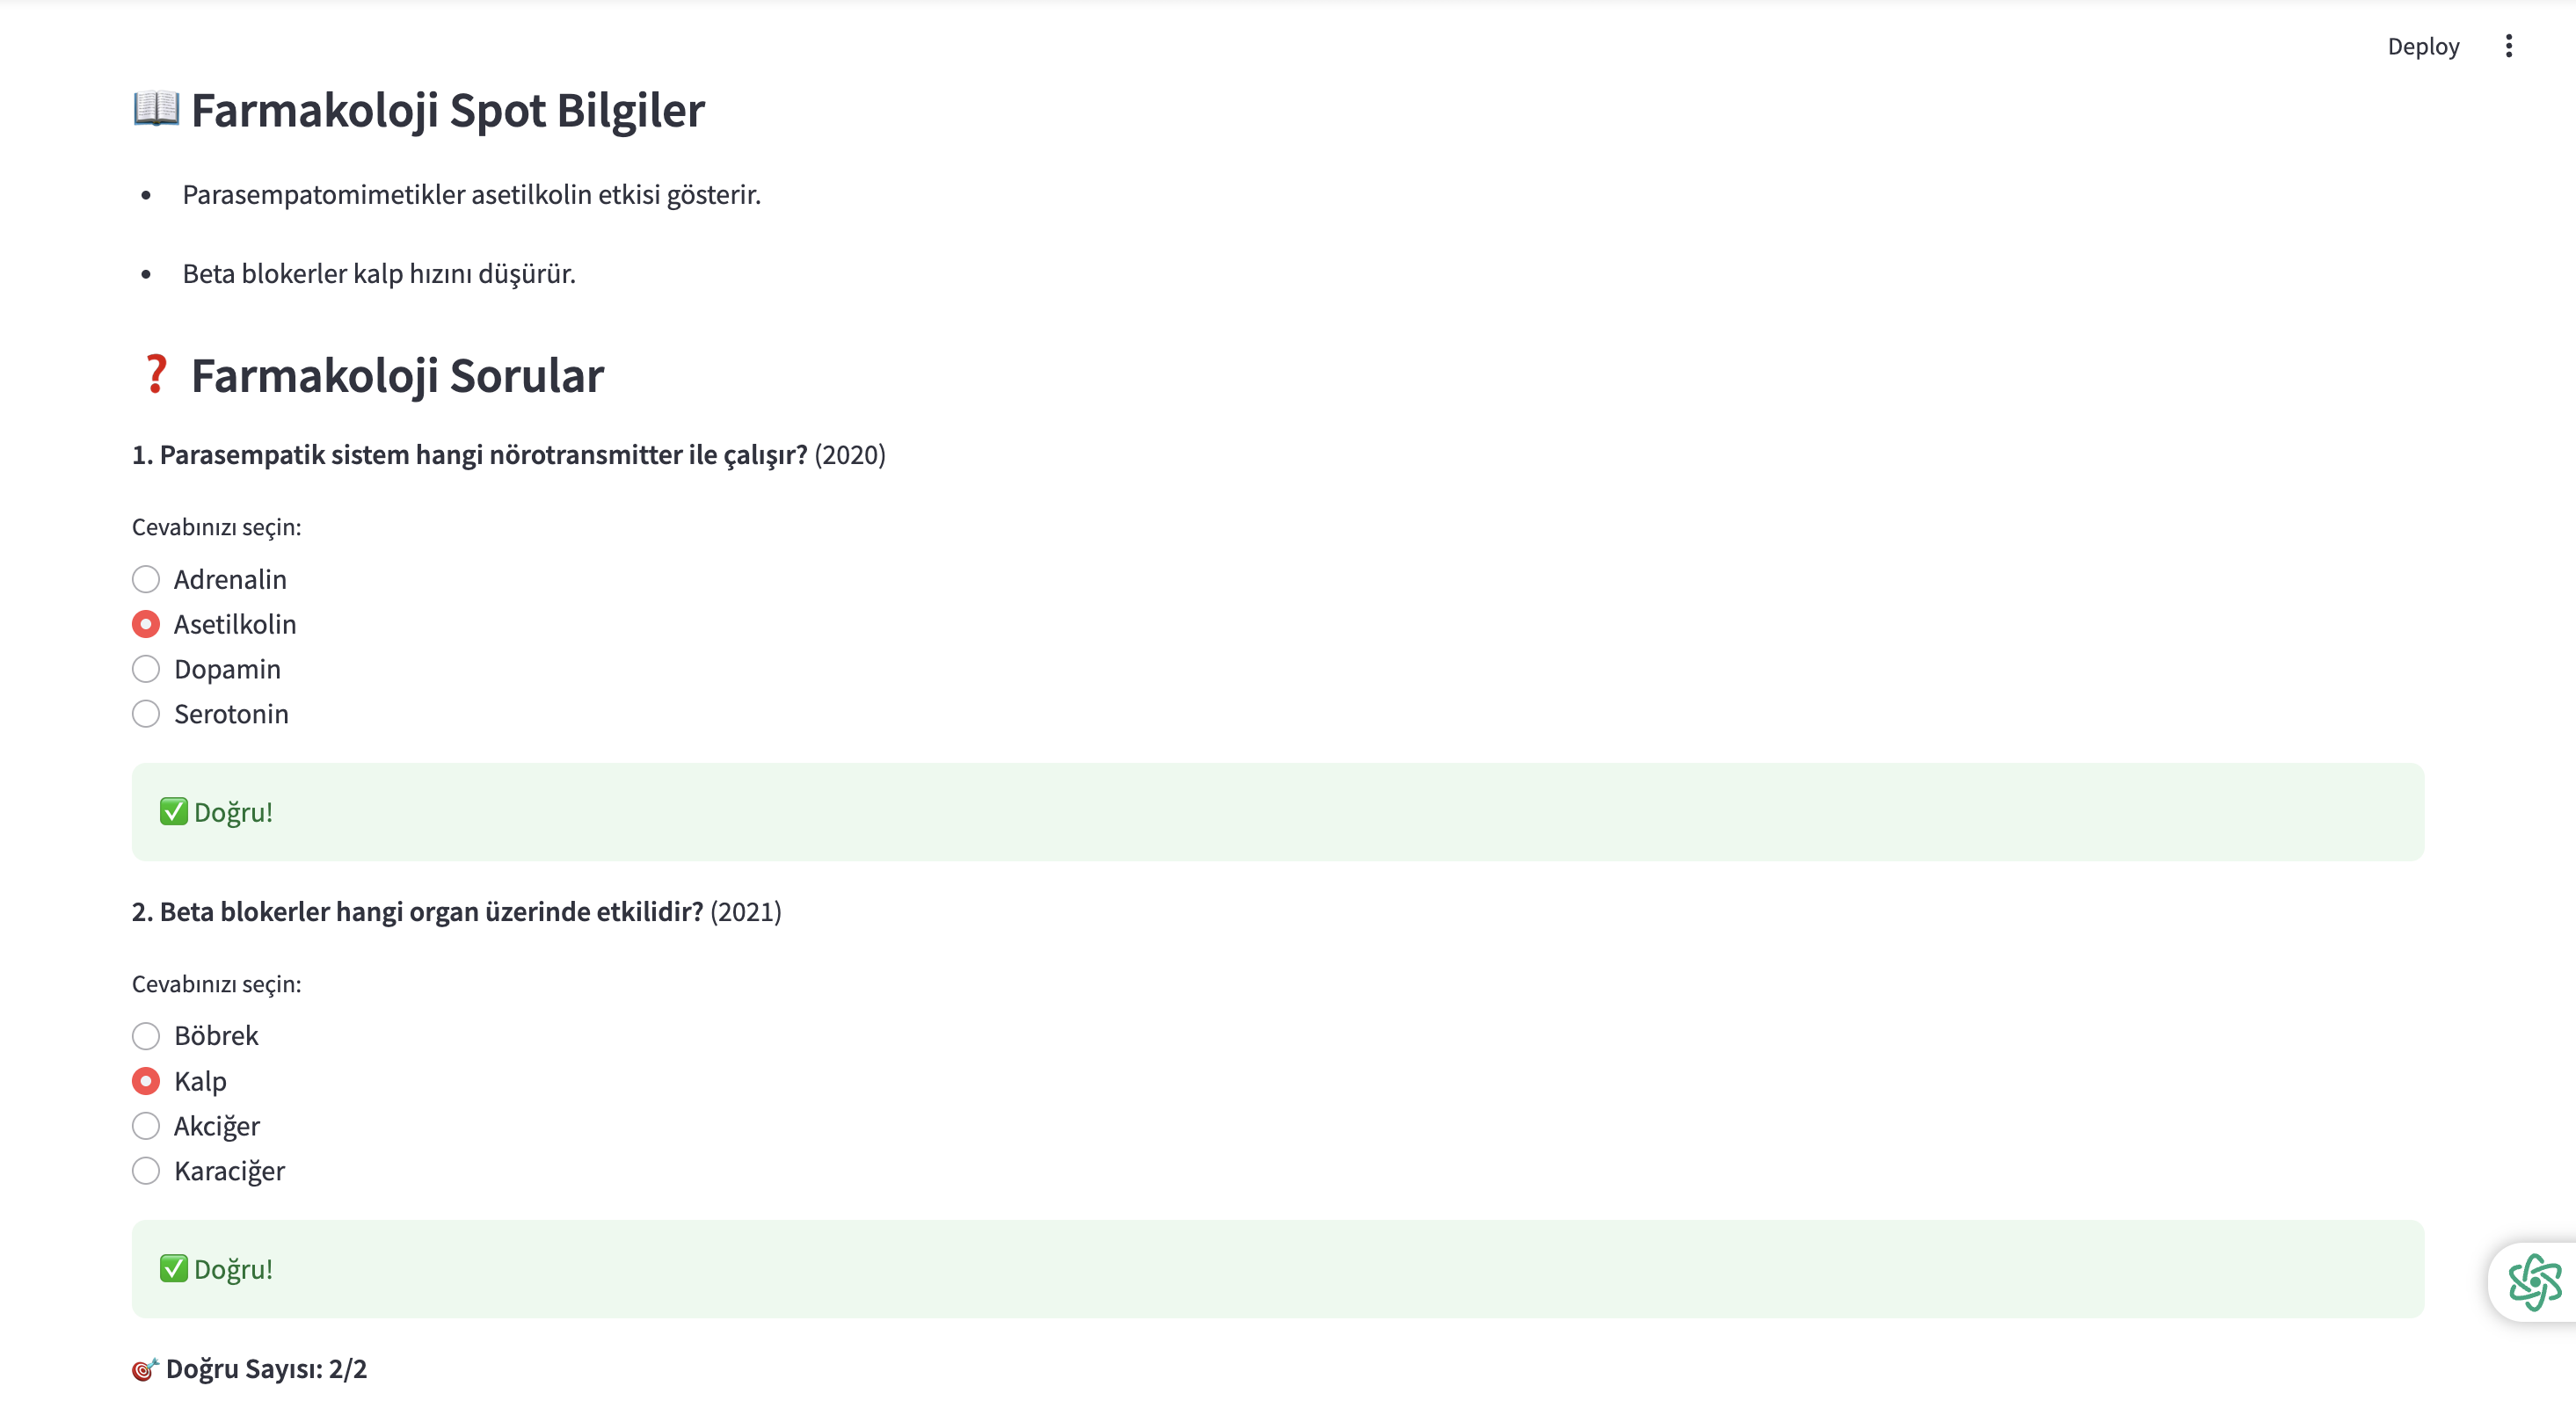 Deploy
📖 Farmakoloji Spot Bilgiler
• Parasempatomimetikler asetilkolin etkisi gösterir.
• Beta blokerler kalp hızını düşürür.
❓ Farmakoloji Sorular
1. Parasempatik sistem hangi nörotransmitter ile çalışır? (2020)
Cevabınızı seçin:
Adrenalin
Asetilkolin
Dopamin
Serotonin
✅ Doğru!
2. Beta blokerler hangi organ üzerinde etkilidir? (2021)
Cevabınızı seçin:
Böbrek
Kalp
Akciğer
Karaciğer
✅ Doğru!
🎯 Doğru Sayısı: 2/2